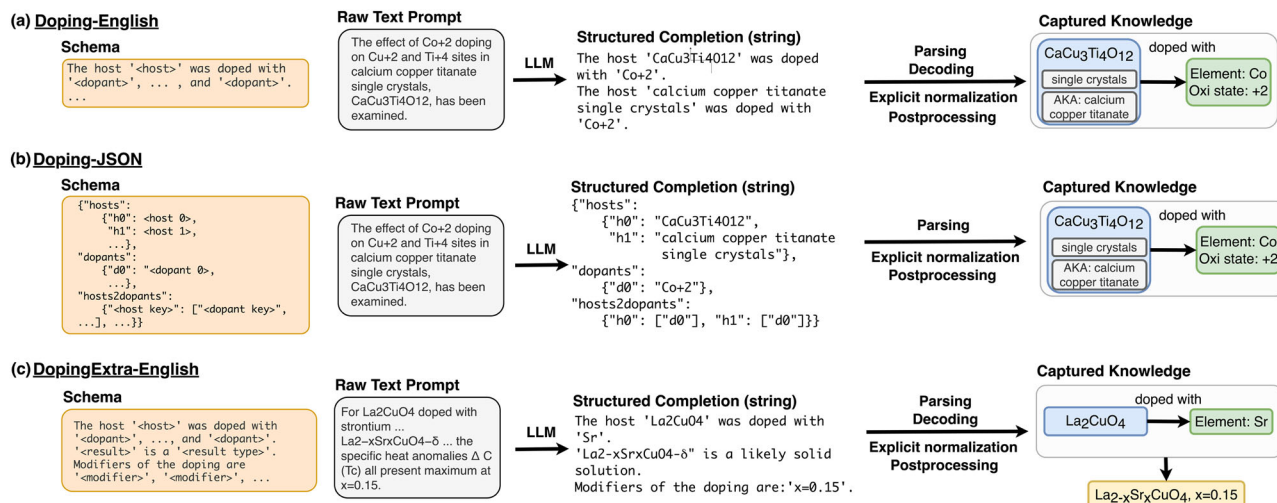 (a) Doping-English
Schema
The host '<host>' was doped with
'<dopant>', ... , and '<dopant>'.
...
Raw Text Prompt
The effect of Co+2 doping
on Cu+2 and Ti+4 sites in
calcium copper titanate
single crystals,
CaCu3Ti4O12, has been
examined.
LLM
Structured Completion (string)
The host 'CaCu3Ti4O12' was doped
with 'Co+2'.
The host 'calcium copper titanate
single crystals' was doped with
'Co+2'.
Parsing
Decoding
Explicit normalization
Postprocessing
Captured Knowledge
CaCu3Ti4O12
single crystals
AKA: calcium
copper titanate
doped with
Element: Co
Oxi state: +2
(b) Doping-JSON
Schema
{"hosts":
{"h0": <host 0>,
"h1": <host 1>,
...},
"dopants":
{"d0": "<dopant 0>,
...},
"hosts2dopants":
{"<host key>": ["<dopant key>",
...], ...}}
Raw Text Prompt
The effect of Co+2 doping
on Cu+2 and Ti+4 sites in
calcium copper titanate
single crystals,
CaCu3Ti4O12, has been
examined.
LLM
Structured Completion (string)
{"hosts":
{"h0": "CaCu3Ti4O12",
"h1": "calcium copper titanate
single crystals"},
"dopants":
{"d0": "Co+2"},
"hosts2dopants":
{"h0": ["d0"], "h1": ["d0"]}}
Parsing
Explicit normalization
Postprocessing
Captured Knowledge
CaCu3Ti4O12
single crystals
AKA: calcium
copper titanate
doped with
Element: Co
Oxi state: +2
(c) DopingExtra-English
Schema
The host '<host>' was doped with
'<dopant>', ..., and '<dopant>'.
'<result>' is a '<result type>'.
Modifiers of the doping are
'<modifier>', '<modifier>', ...
Raw Text Prompt
For La2CuO4 doped with
strontium ...
La2-xSrxCuO4-δ ... the
specific heat anomalies Δ C
(Tc) all present maximum at
x=0.15.
LLM
Structured Completion (string)
The host 'La2CuO4' was doped with
'Sr'.
'La2-xSrxCuO4-δ" is a likely solid
solution.
Modifiers of the doping are:'x=0.15'.
Parsing
Decoding
Explicit normalization
Postprocessing
Captured Knowledge
doped with
La2CuO4
Element: Sr
La2-xSrxCuO4, x=0.15